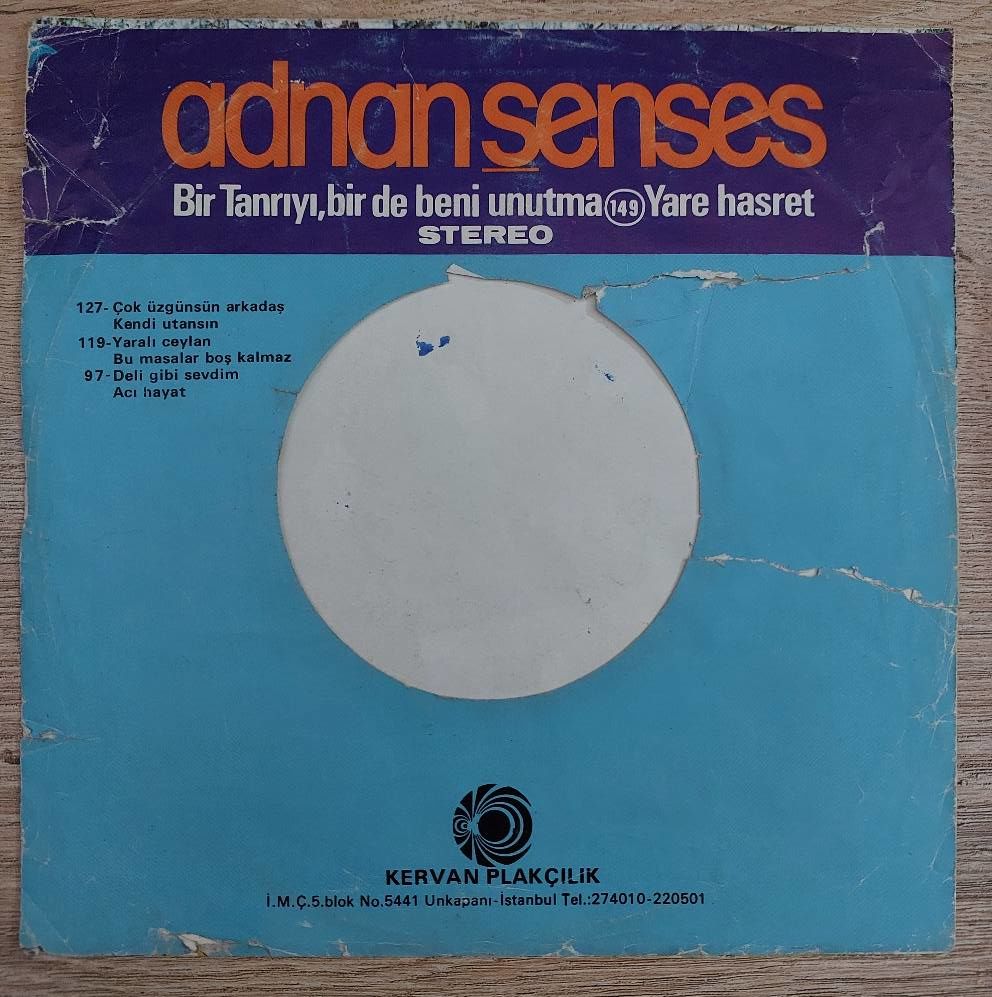 adnan şenses
Bir Tanrıyı, bir de beni unutma 149 Yare hasret
STEREO
127- Çok üzgünsün arkadaş
Kendi utansın
119- Yaralı ceylan
Bu masalar boş kalmaz
97- Deli gibi sevdim
Acı hayat
KERVAN PLAKÇILIK
İ.M.Ç.5.blok No.5441 Unkapanı-İstanbul Tel.:274010-220501